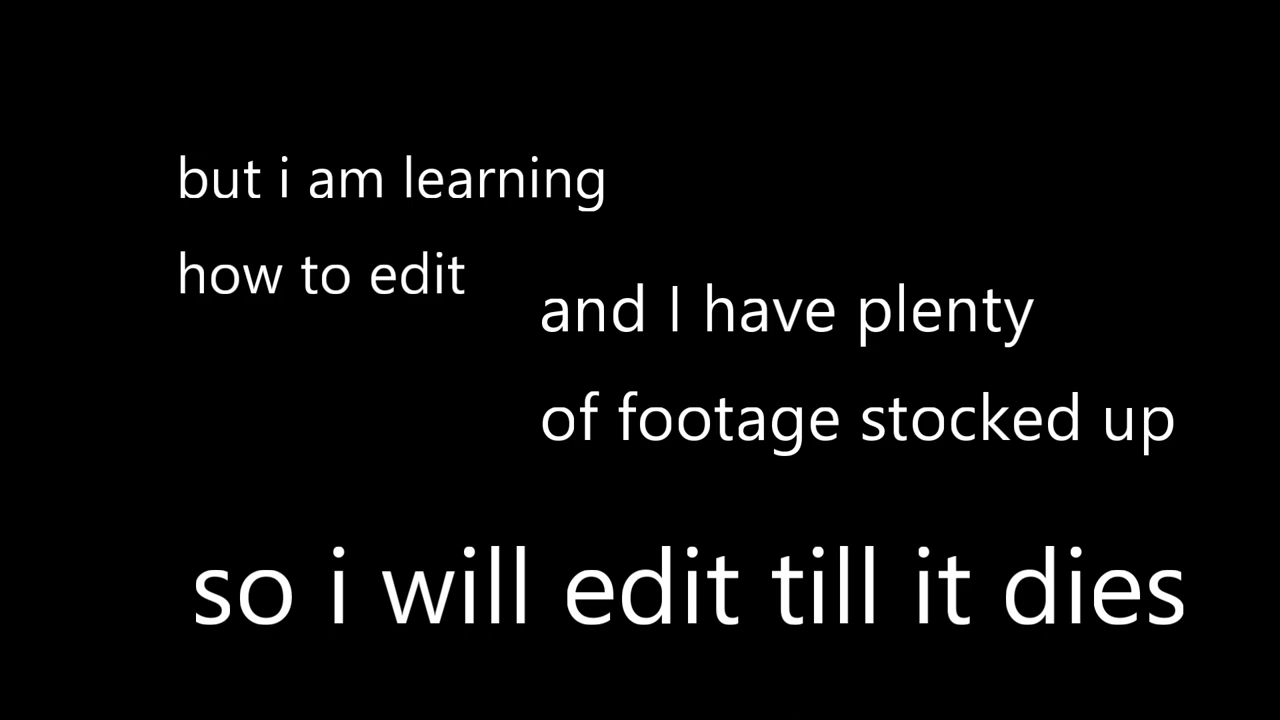 but i am learning
how to edit
and I have plenty
of footage stocked up
so i will edit till it dies